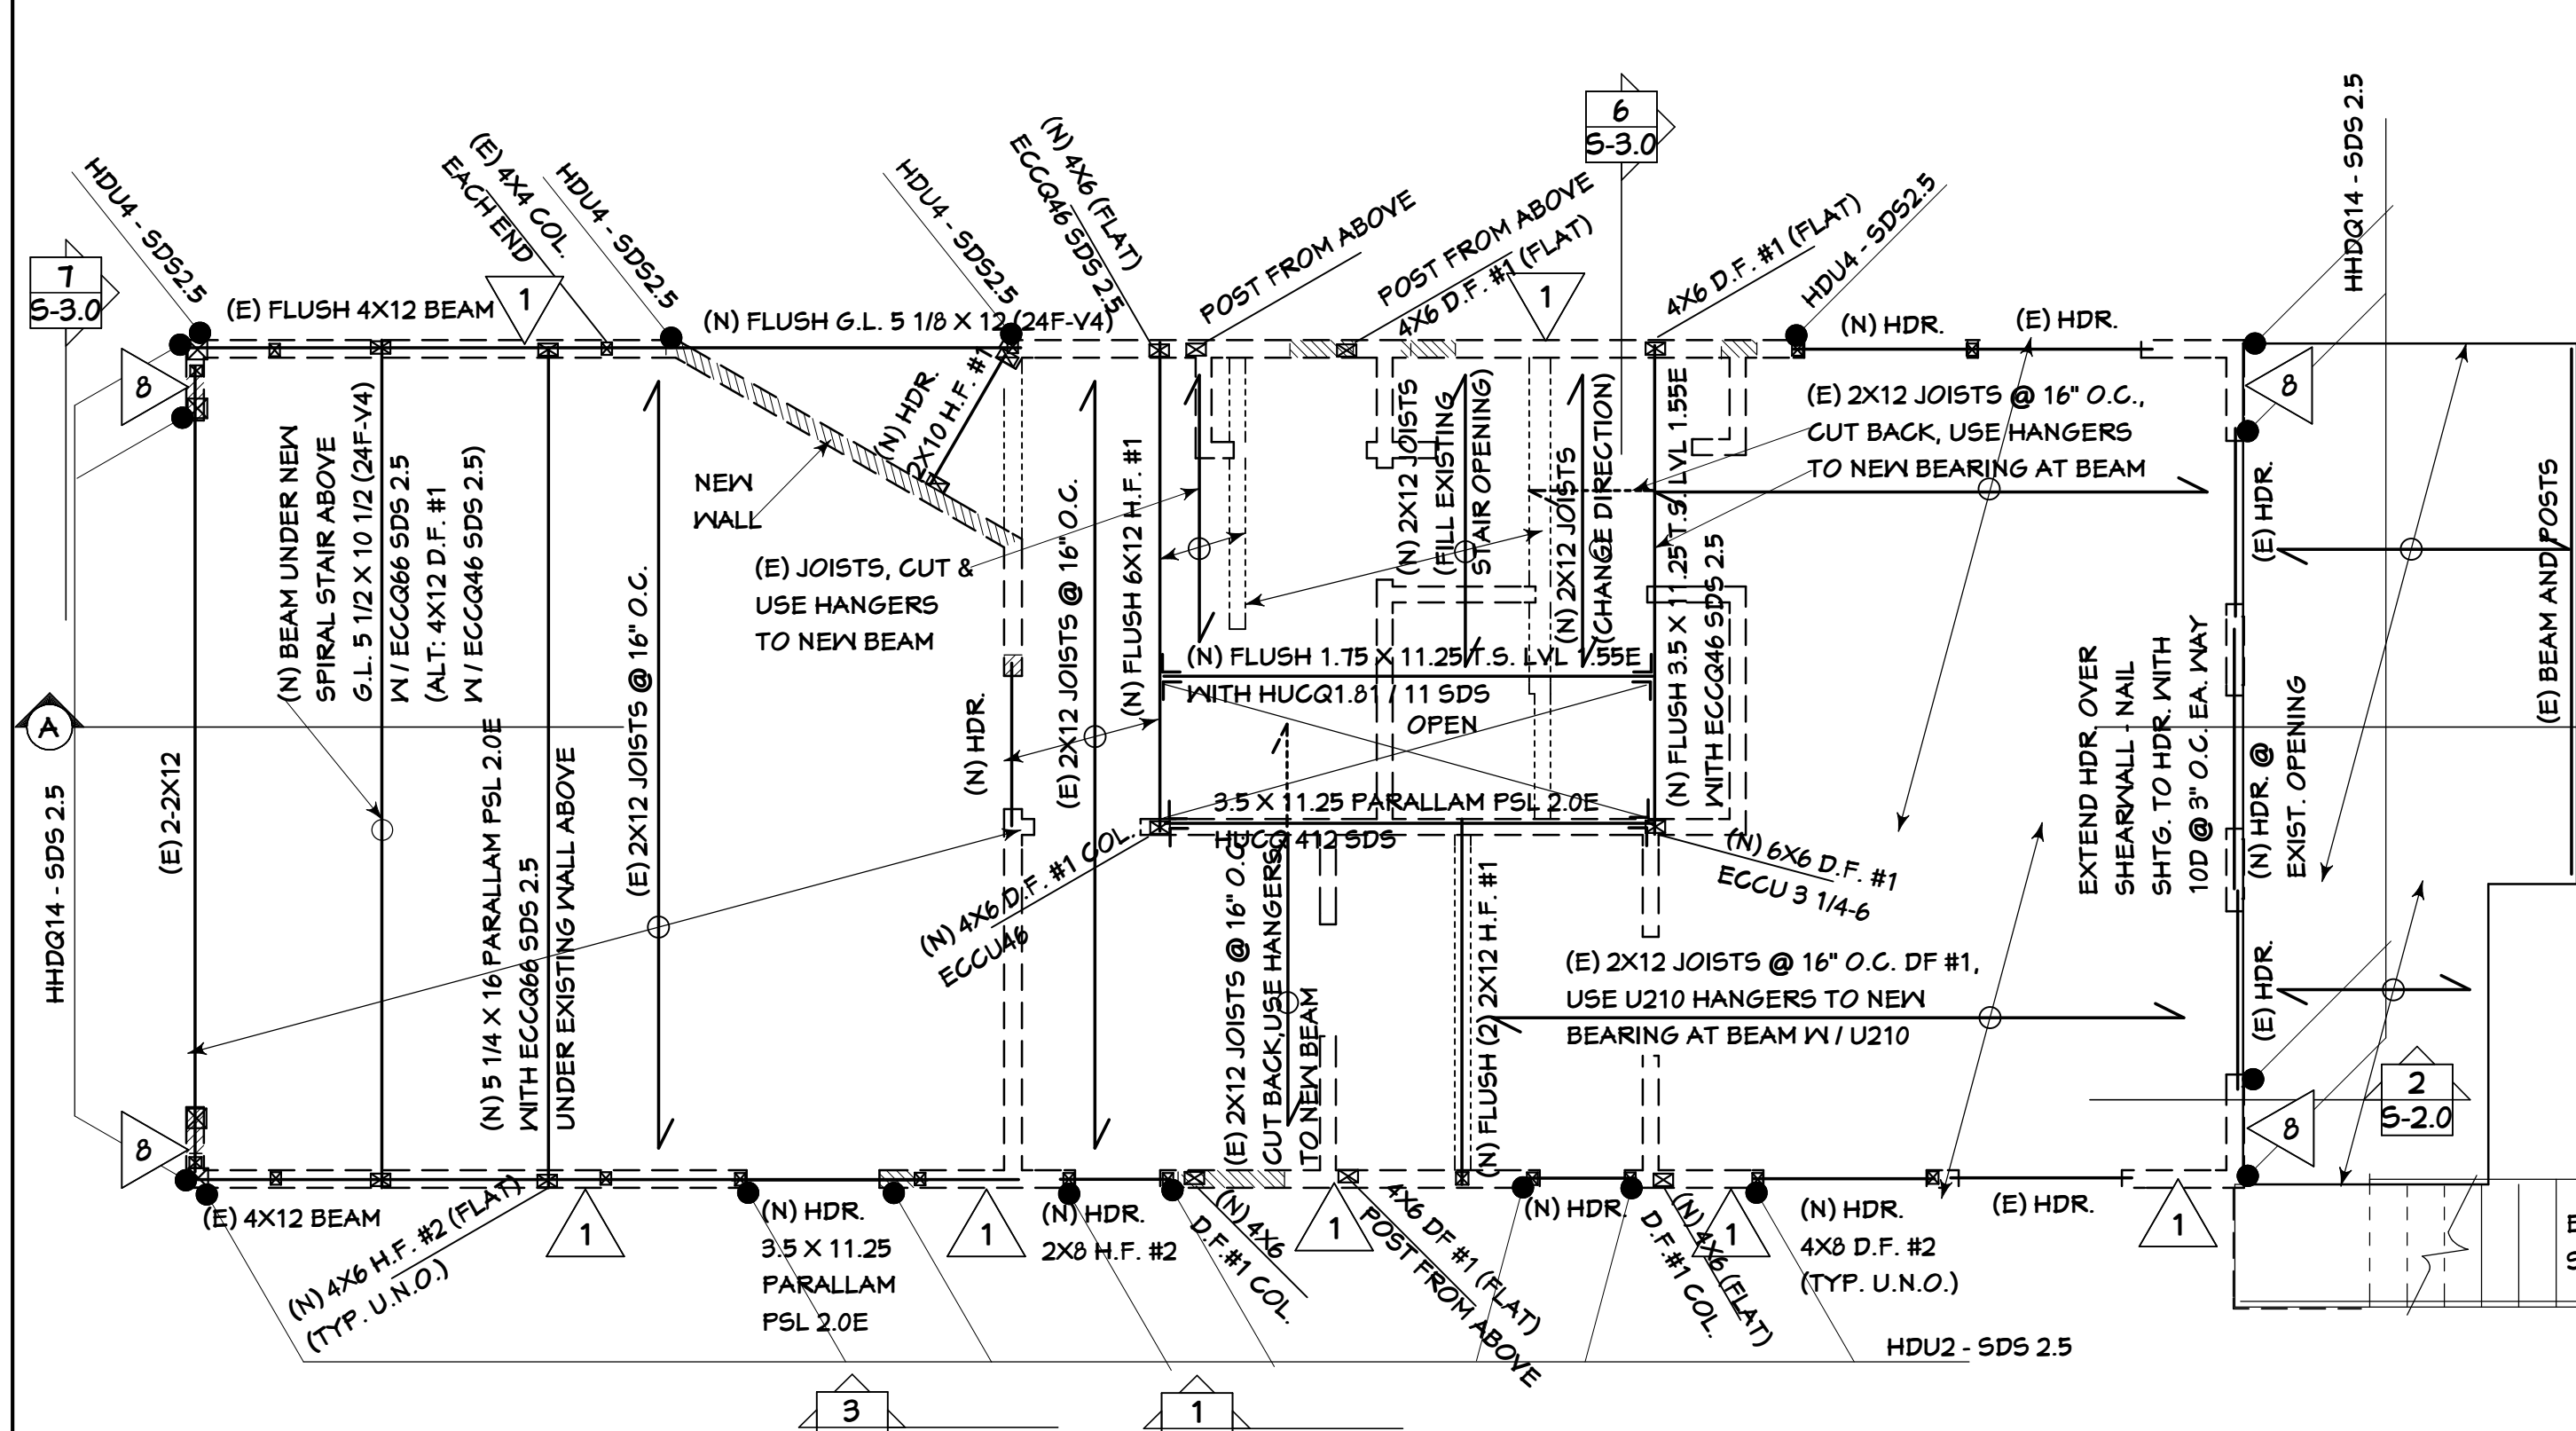 6
S-3.0
HHDQ14 - SDS 2.5
HDU4 - SDS2.5
(E) 4X4 COL.
EACH END
HDU4 - SDS2.5
HDU4 - SDS2.5
(N) 4X6 (FLAT)
ECCQ46 SDS 2.5
POST FROM ABOVE
POST FROM ABOVE
4X6 D.F. #1 (FLAT)
4X6 D.F. #1 (FLAT)
HDU4 - SDS2.5
7
S-3.0
(E) FLUSH 4X12 BEAM
1
(N) FLUSH G.L. 5 1/8 X 12 (24F-V4)
1
(N) HDR.
(E) HDR.
8
8
(N) HDR.
2X10 H.F. #1
NEW
WALL
(E) JOISTS, CUT &
USE HANGERS
TO NEW BEAM
(N) BEAM UNDER NEW
SPIRAL STAIR ABOVE
G.L. 5 1/2 X 10 1/2 (24F-V4)
W / ECCQ66 SDS 2.5
(ALT: 4X12 D.F. #1
W / ECCQ46 SDS 2.5)
(E) 2X12 JOISTS @ 16" O.C.
(E) 2X12 JOISTS @ 16" O.C.
(N) FLUSH 6X12 H.F. #1
(N) 2X12 JOISTS
(FILL EXISTING
STAIR OPENING)
(N) 2X12 JOISTS
(CHANGE DIRECTION)
(N) FLUSH 3.5 X 11.25 T.S. LVL 1.55E
WITH ECCQ46 SDS 2.5
(E) 2X12 JOISTS @ 16" O.C.,
CUT BACK, USE HANGERS
TO NEW BEARING AT BEAM
(E) HDR.
(E) BEAM AND POSTS
(N) FLUSH 1.75 X 11.25 T.S. LVL 1.55E
WITH HUCQ1.81 / 11 SDS
OPEN
3.5 X 11.25 PARALLAM PSL 2.0E
HUCQ 412 SDS
A
HHDQ14 - SDS 2.5
(E) 2-2X12
(N) 5 1/4 X 16 PARALLAM PSL 2.0E
WITH ECCQ66 SDS 2.5
UNDER EXISTING WALL ABOVE
(N) HDR.
(N) 4X6 D.F. #1 COL.
ECCU46
(N) 6X6 D.F. #1
ECCU 3 1/4-6
EXTEND HDR. OVER
SHEARWALL - NAIL
SHTG. TO HDR. WITH
10D @ 3" O.C. EA. WAY
(N) HDR. @
EXIST. OPENING
(E) 2X12 JOISTS @ 16" O.C.
CUT BACK,USE HANGERS
TO NEW BEAM
(N) FLUSH (2) 2X12 H.F. #1
(E) 2X12 JOISTS @ 16" O.C. DF #1,
USE U210 HANGERS TO NEW
BEARING AT BEAM W / U210
(E) HDR.
2
S-2.0
8
8
(E) 4X12 BEAM
(N) 4X6 H.F. #2 (FLAT)
(TYP. U.N.O.)
1
(N) HDR.
3.5 X 11.25
PARALLAM
PSL 2.0E
1
(N) HDR.
2X8 H.F. #2
(N) 4X6
D.F.#1 COL.
1
4X6 DF #1 (FLAT)
POST FROM ABOVE
(N) HDR.
(N) 4X6 (FLAT)
D.F.#1 COL.
1
(N) HDR.
4X8 D.F. #2
(TYP. U.N.O.)
(E) HDR.
1
HDU2 - SDS 2.5
3
1